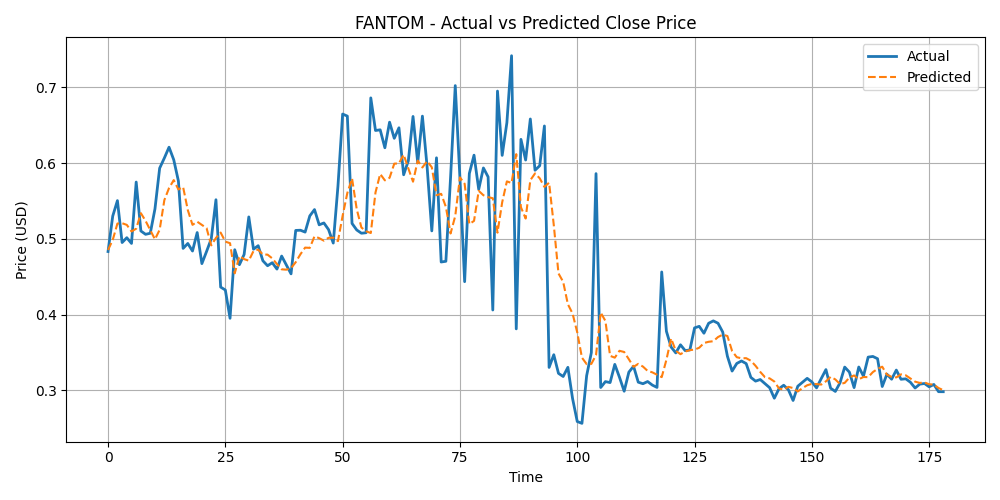 FANTOM - Actual vs Predicted Close Price
Actual
Predicted
Price (USD)
0.7
0.6
0.5
0.4
0.3
0 25 50 75 100 125 150 175
Time